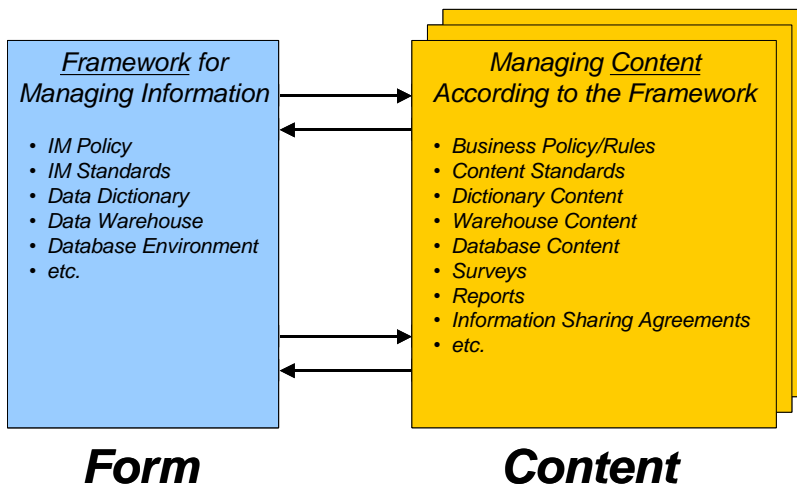 Framework for
Managing Information
• IM Policy
• IM Standards
• Data Dictionary
• Data Warehouse
• Database Environment
• etc.
Managing Content
According to the Framework
• Business Policy/Rules
• Content Standards
• Dictionary Content
• Warehouse Content
• Database Content
• Surveys
• Reports
• Information Sharing Agreements
• etc.
Form
Content